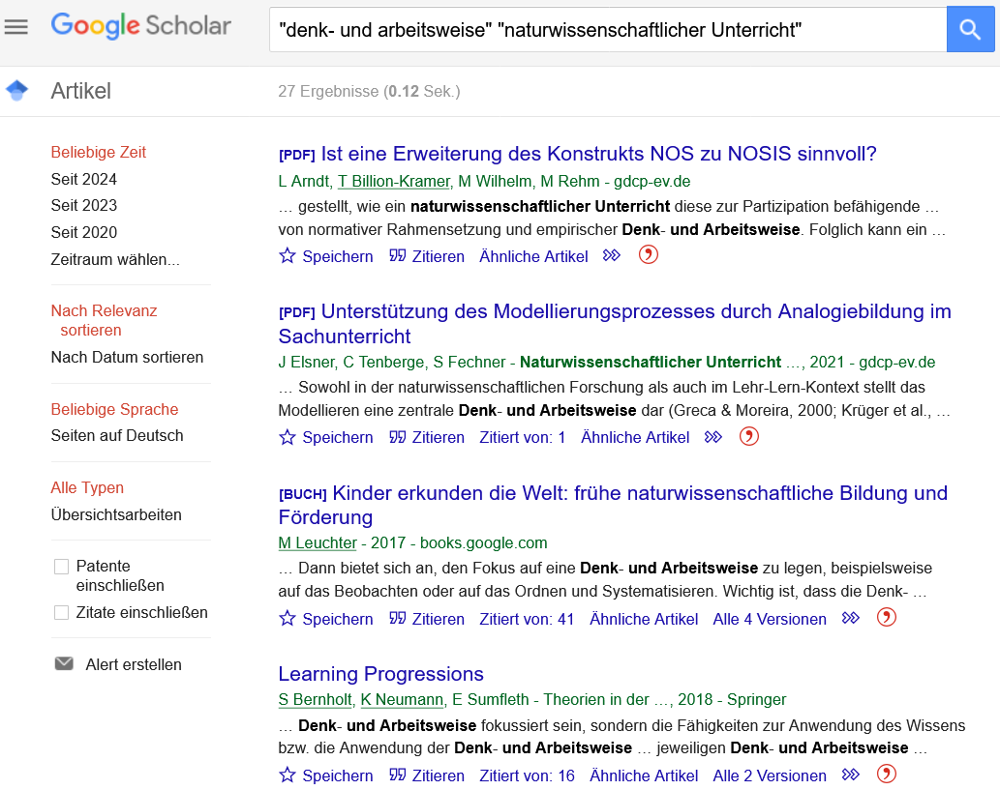 Google Scholar
"denk- und arbeitsweise" "naturwissenschaftlicher Unterricht"
Artikel
27 Ergebnisse (0.12 Sek.)
Beliebige Zeit
Seit 2024
Seit 2023
Seit 2020
Zeitraum wählen...
Nach Relevanz
sortieren
Nach Datum sortieren
Beliebige Sprache
Seiten auf Deutsch
Alle Typen
Übersichtsarbeiten
Patente
einschließen
Zitate einschließen
Alert erstellen
[PDF] Ist eine Erweiterung des Konstrukts NOS zu NOSIS sinnvoll?
L Arndt, T Billion-Kramer, M Wilhelm, M Rehm - gdcp-ev.de
… gestellt, wie ein naturwissenschaftlicher Unterricht diese zur Partizipation befähigende …
von normativer Rahmensetzung und empirischer Denk- und Arbeitsweise. Folglich kann ein …
Speichern Zitieren Ähnliche Artikel
[PDF] Unterstützung des Modellierungsprozesses durch Analogiebildung im
Sachunterricht
J Elsner, C Tenberge, S Fechner - Naturwissenschaftlicher Unterricht …, 2021 - gdcp-ev.de
… Sowohl in der naturwissenschaftlichen Forschung als auch im Lehr-Lern-Kontext stellt das
Modellieren eine zentrale Denk- und Arbeitsweise dar (Greca & Moreira, 2000; Krüger et al., …
Speichern Zitieren Zitiert von: 1 Ähnliche Artikel
[BUCH] Kinder erkunden die Welt: frühe naturwissenschaftliche Bildung und
Förderung
M Leuchter - 2017 - books.google.com
… Dann bietet sich an, den Fokus auf eine Denk- und Arbeitsweise zu legen, beispielsweise
auf das Beobachten oder auf das Ordnen und Systematisieren. Wichtig ist, dass die Denk- …
Speichern Zitieren Zitiert von: 41 Ähnliche Artikel Alle 4 Versionen
Learning Progressions
S Bernholt, K Neumann, E Sumfleth - Theorien in der …, 2018 - Springer
… Denk- und Arbeitsweise fokussiert sein, sondern die Fähigkeiten zur Anwendung des Wissens
bzw. die Anwendung der Denk- und Arbeitsweise … jeweiligen Denk- und Arbeitsweise …
Speichern Zitieren Zitiert von: 16 Ähnliche Artikel Alle 2 Versionen